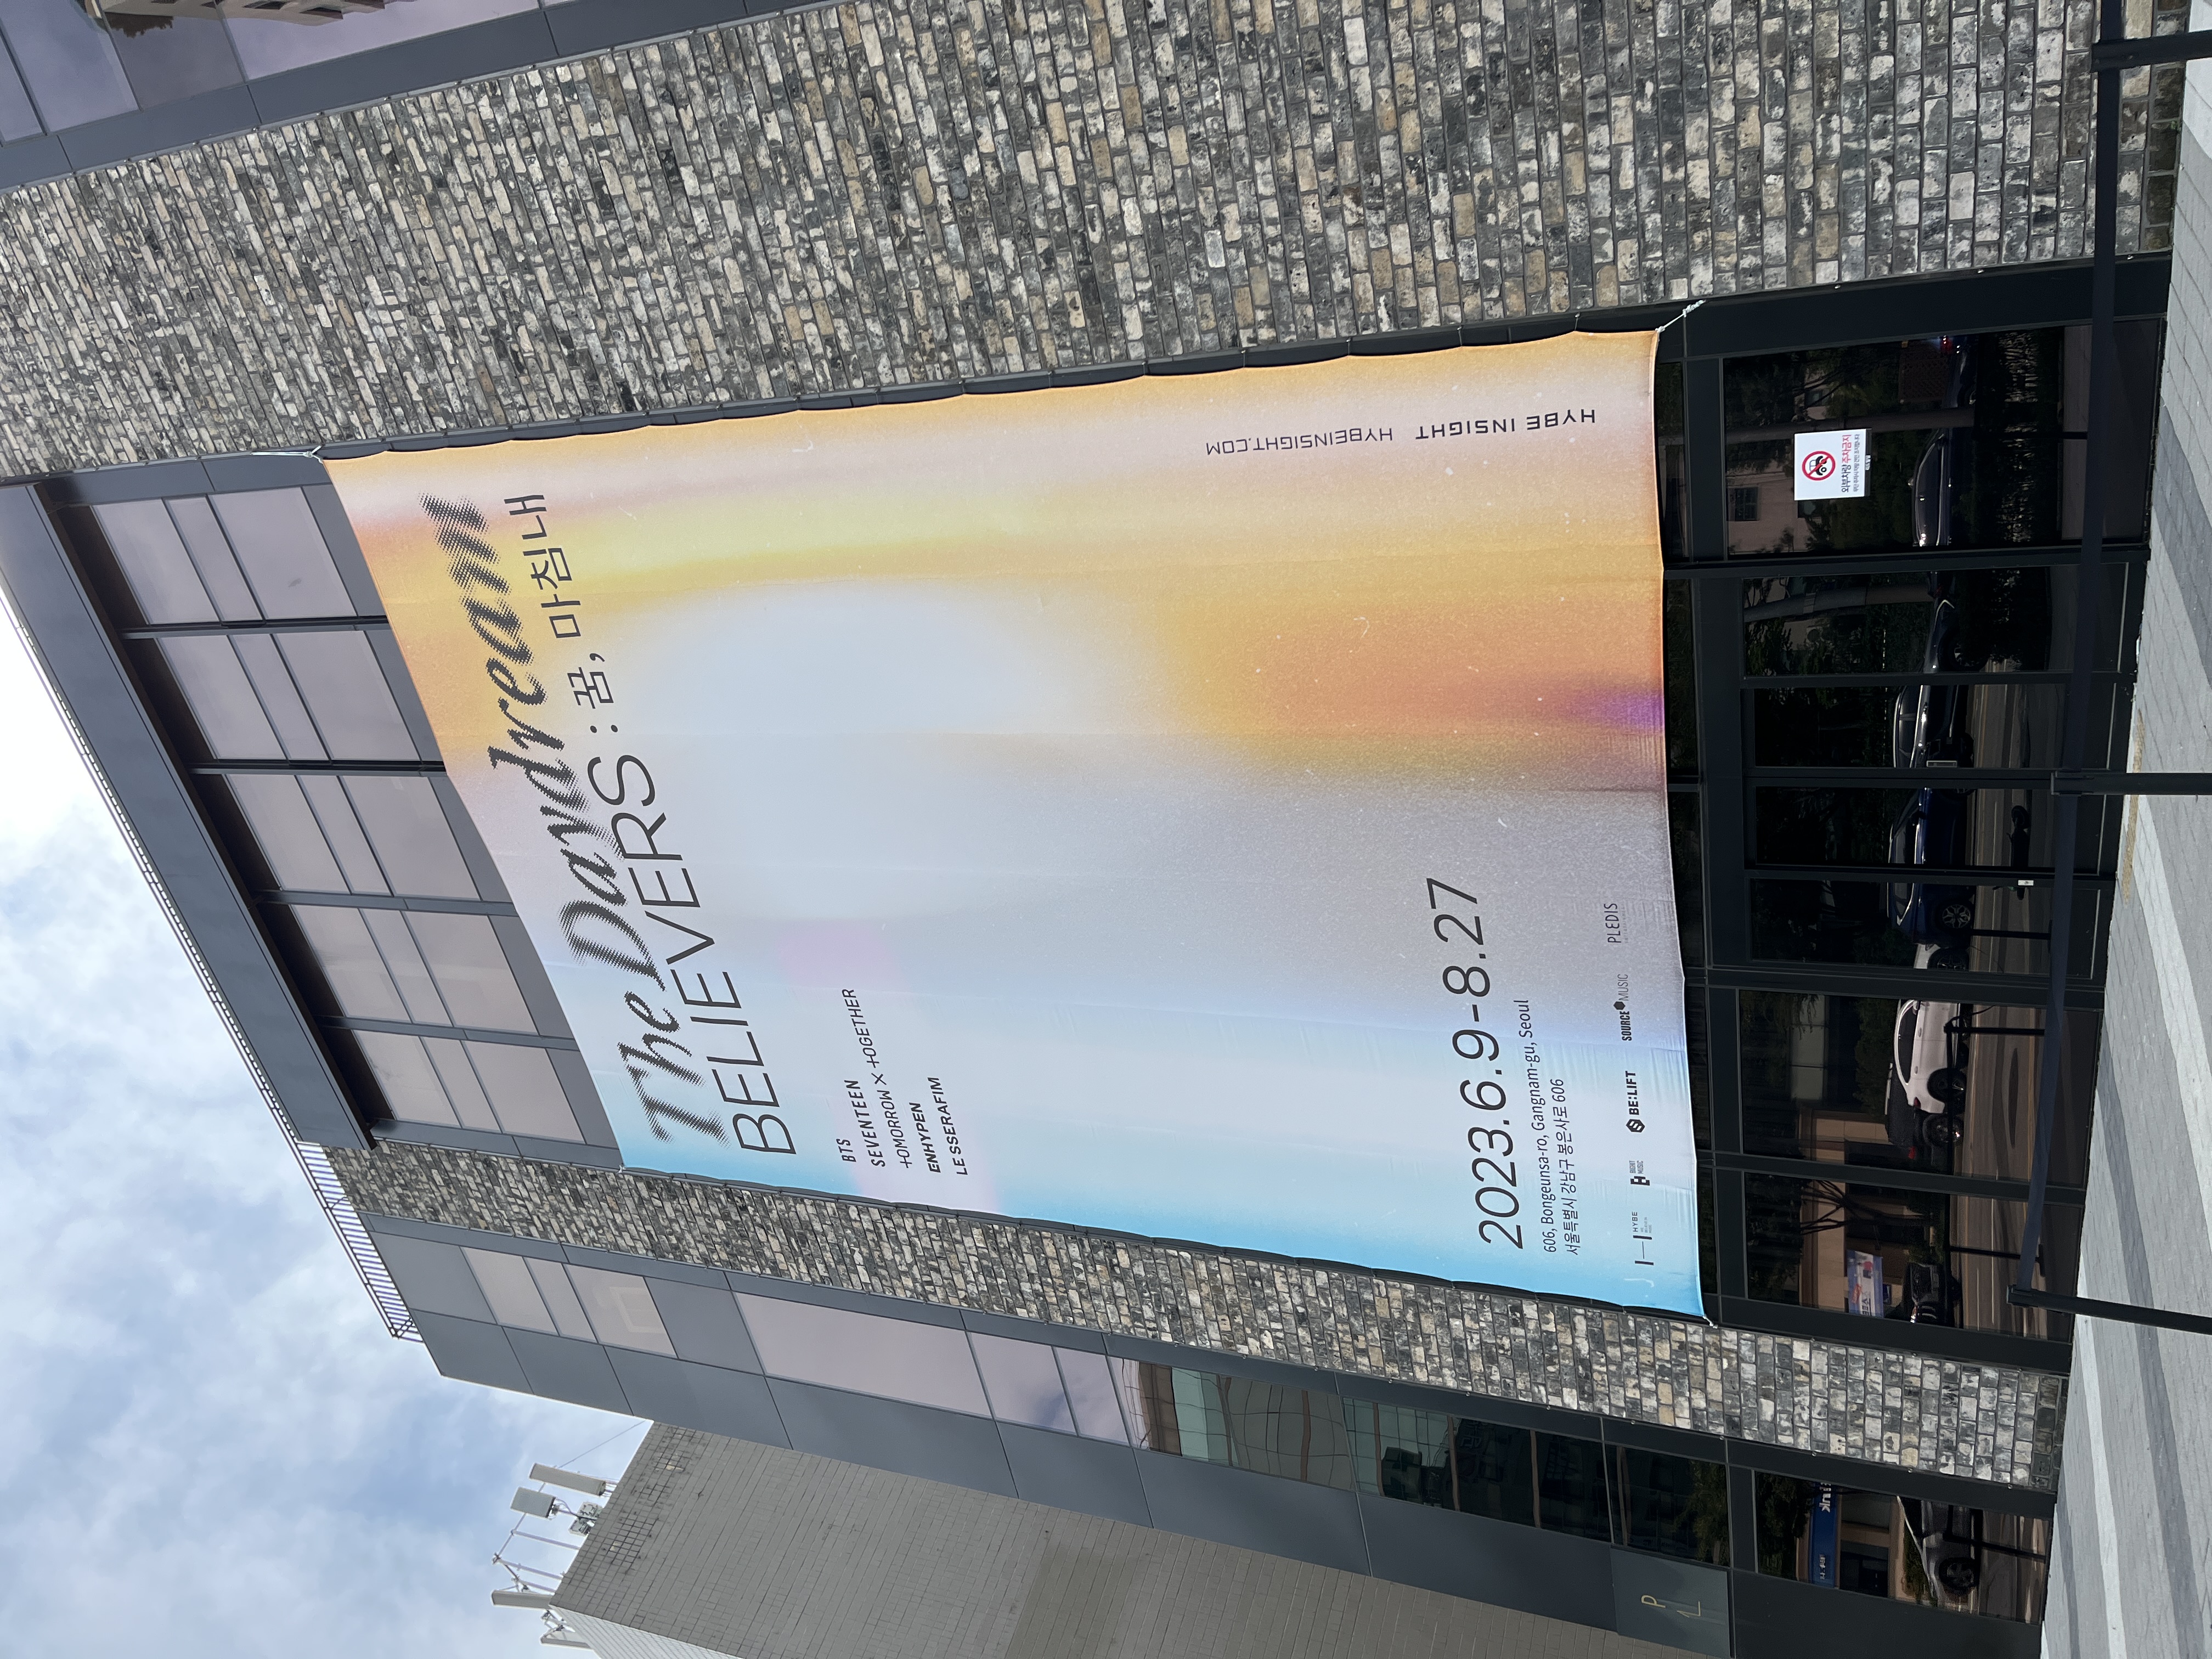 The Daydream
BELIEVERS : 꿈, 마침내
BTS
SEVENTEEN
TOMORROW X TOGETHER
ENHYPEN
LE SSERAFIM
2023.6.9-8.27
606, Bongeunsa-ro, Gangnam-gu, Seoul
서울특별시 강남구 봉은사로 606
HYBE
BIGHIT
MUSIC
BE:LIFT
SOURCE MUSIC
PLEDIS
HYBE INSIGHT HYBEINSIGHT.COM
외부차량 주차금지